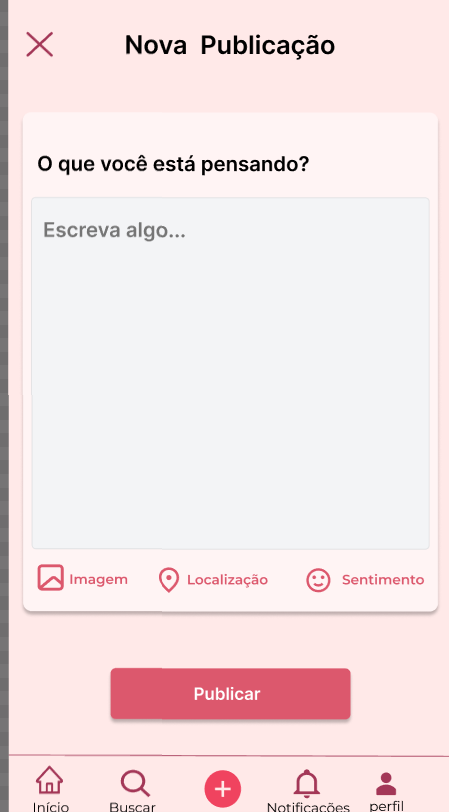 Nova Publicação
O que você está pensando?
Escreva algo...
Imagem Localização Sentimento
Publicar
Início Buscar Notificações perfil